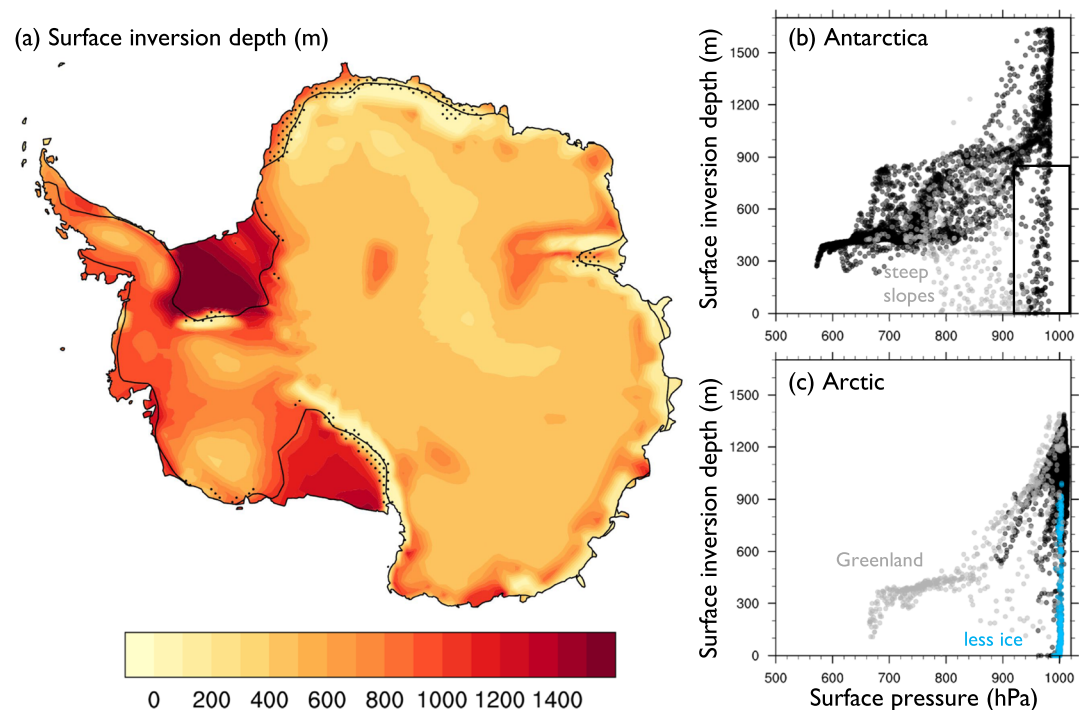 (a) Surface inversion depth (m)
0 200 400 600 800 1000 1200 1400
(b) Antarctica
Surface inversion depth (m)
1500
1200
900
600
300
0
steep
slopes
500 600 700 800 900 1000
(c) Arctic
Surface inversion depth (m)
1500
1200
900
600
300
0
Greenland
less ice
500 600 700 800 900 1000
Surface pressure (hPa)